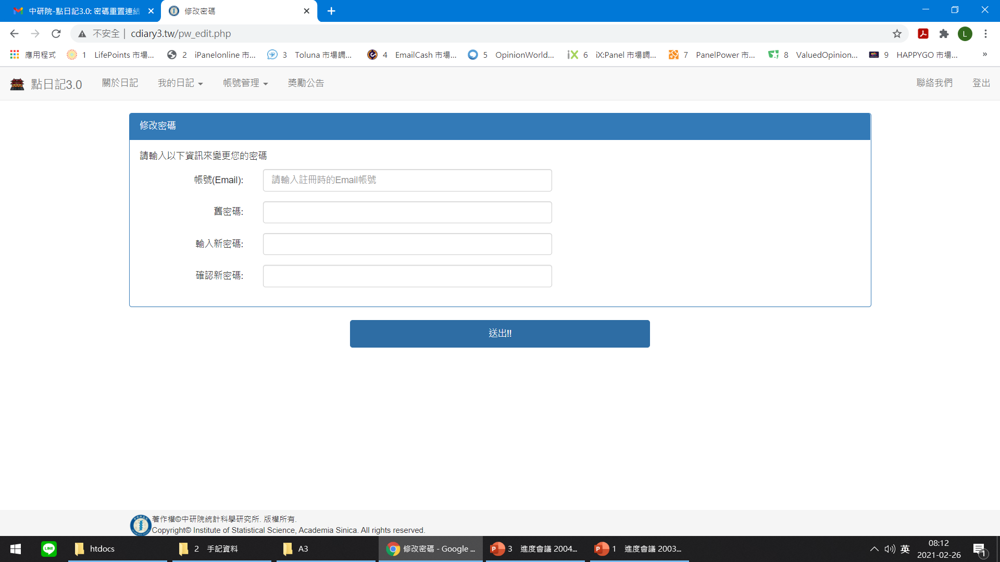 中研院-點日記3.0: 密碼重置連結
修改密碼
不安全 | cdiary3.tw/pw_edit.php
L
應用程式
1 LifePoints 市場...
2 iPanelonline 市...
3 Toluna 市場調...
4 EmailCash 市場...
5 OpinionWorld...
6 iX:Panel 市場調...
7 PanelPower 市...
8 ValuedOpinion...
9 HAPPYGO 市場...
»
點日記3.0
關於日記
我的日記
帳號管理
獎勵公告
聯絡我們
登出
修改密碼
請輸入以下資訊來變更您的密碼
帳號(Email):
請輸入註冊時的Email帳號
舊密碼:
輸入新密碼:
確認新密碼:
送出!!
著作權©中研院統計科學研究所. 版權所有.
Copyright© Institute of Statistical Science, Academia Sinica. All rights reserved.
LINE
htdocs
2 手記資料
A3
修改密碼 - Google ...
3 進度會議 2004...
1 進度會議 2003...
英
08:12
2021-02-26
1